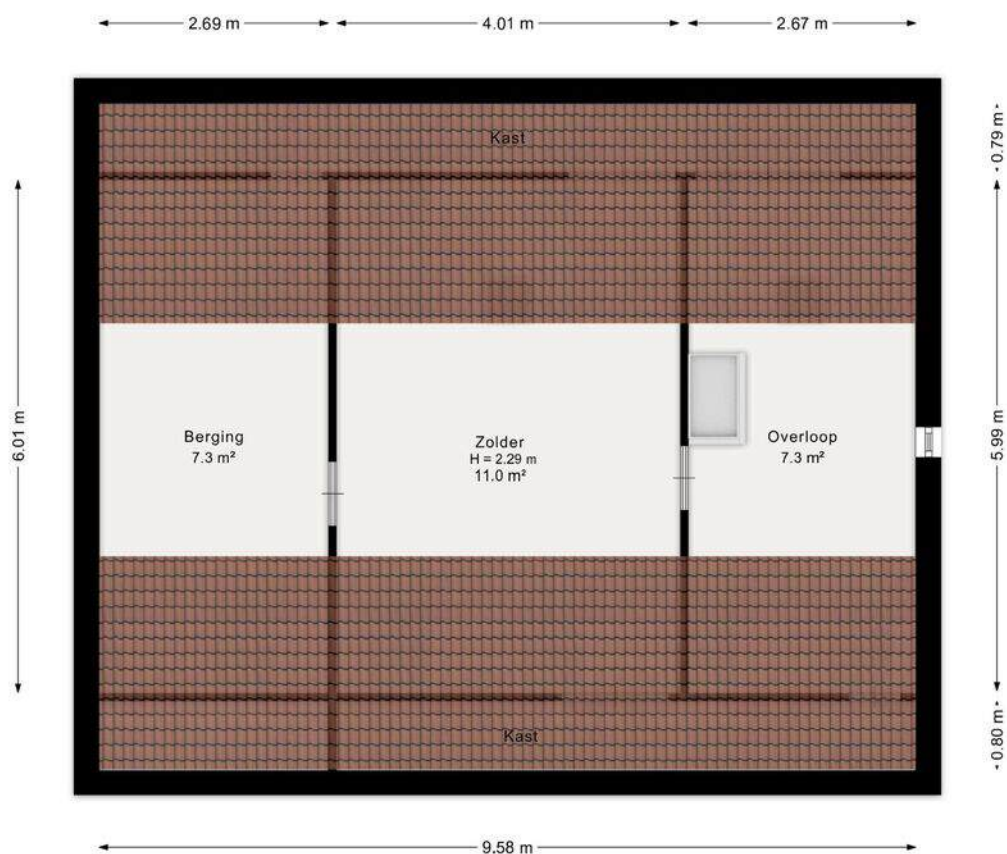 2.69 m
4.01 m
2.67 m
Kast
0.79 m
6.01 m
Berging
7.3 m²
Zolder
H = 2.29 m
11.0 m²
Overloop
7.3 m²
5.99 m
Kast
0.80 m
9.58 m